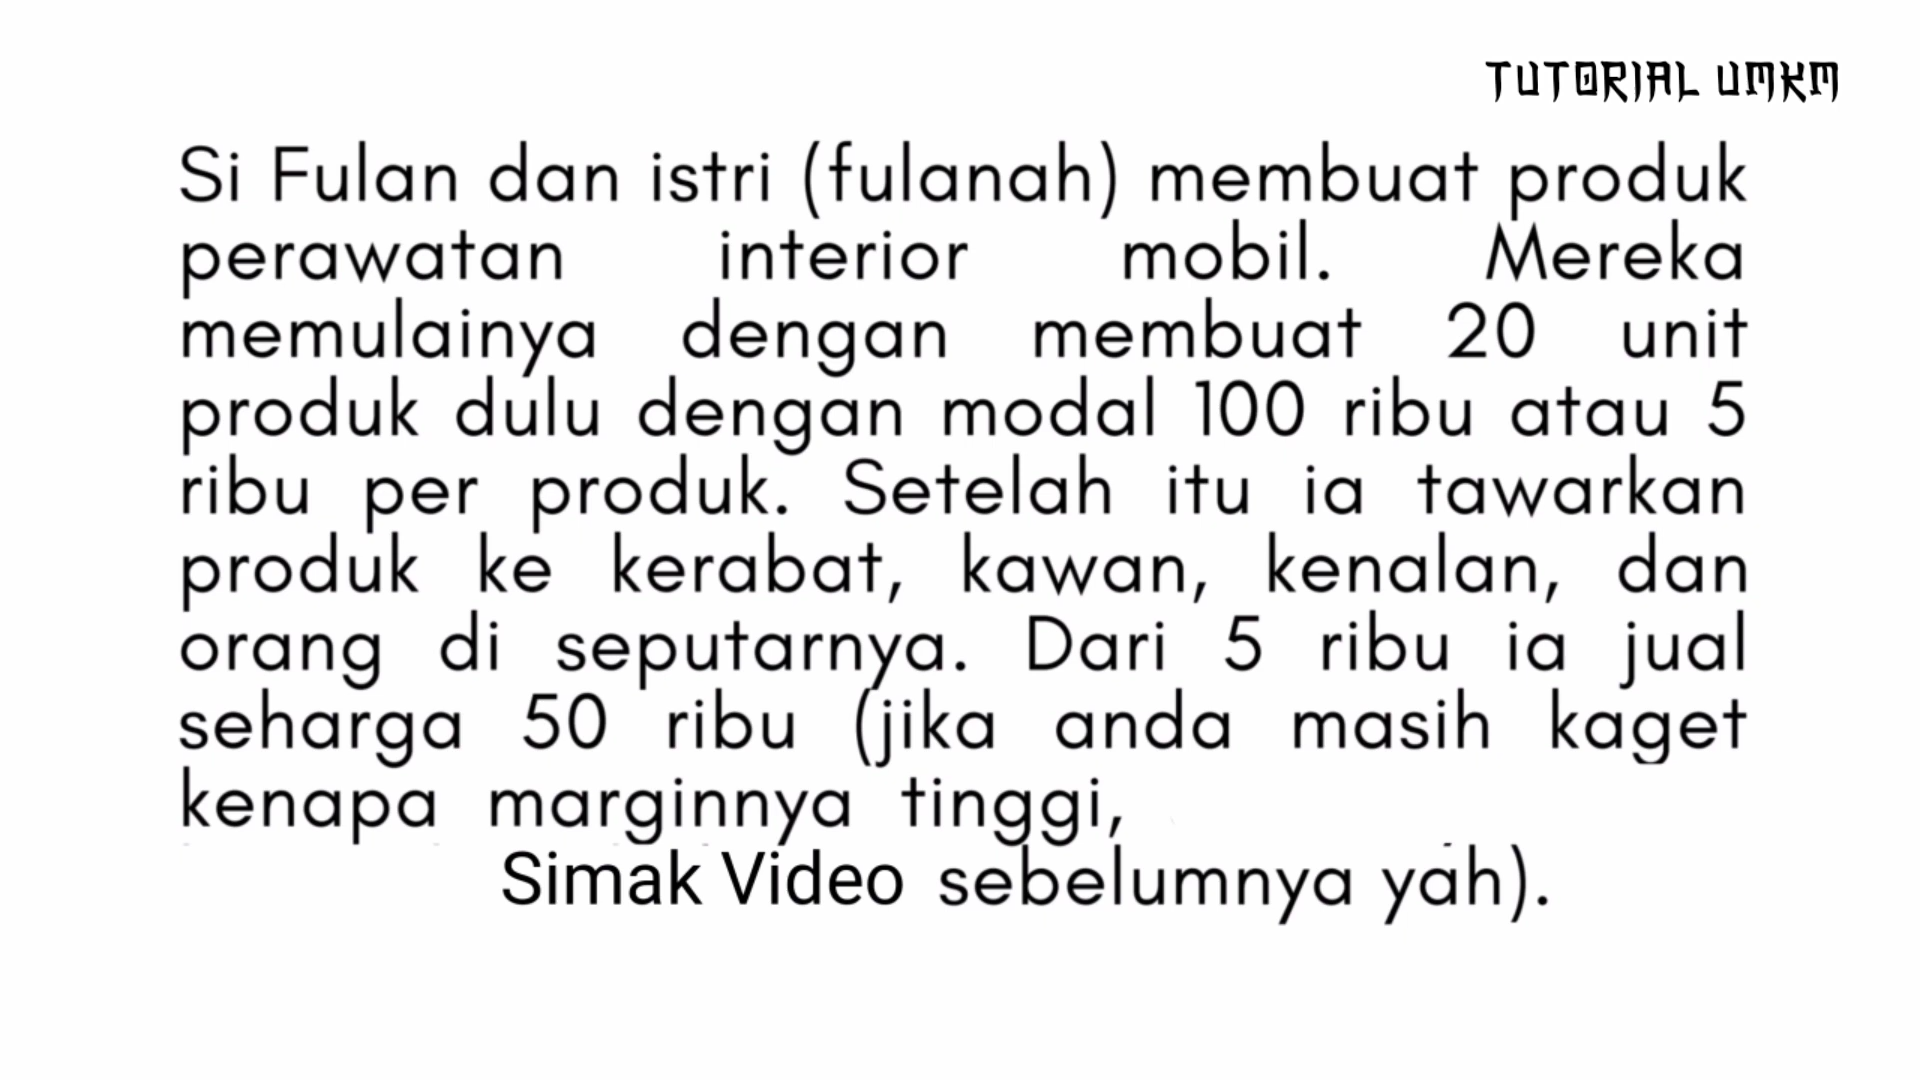 TUTORIAL UMKM
Si Fulan dan istri (fulanah) membuat produk
perawatan interior mobil. Mereka
memulainya dengan membuat 20 unit
produk dulu dengan modal 100 ribu atau 5
ribu per produk. Setelah itu ia tawarkan
produk ke kerabat, kawan, kenalan, dan
orang di seputarnya. Dari 5 ribu ia jual
seharga 50 ribu (jika anda masih kaget
kenapa marginnya tinggi,
Simak Video sebelumnya yah).